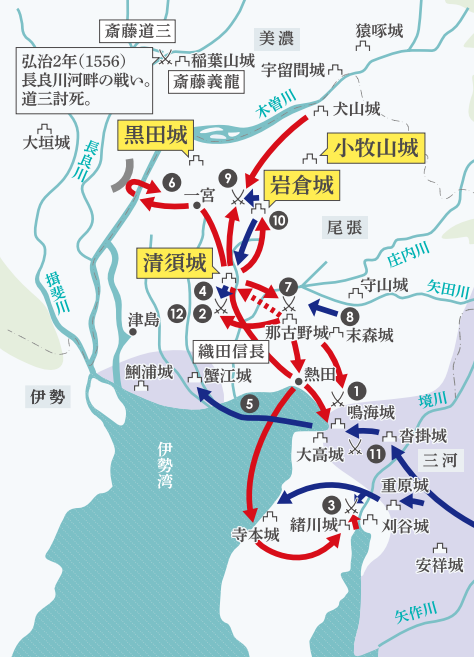 斎藤道三
美濃
猿啄城
弘治2年（1556）
長良川河畔の戦い。
道三討死。
稲葉山城
斎藤義龍
宇留間城
木曽川
犬山城
大垣城
長良川
黒田城
小牧山城
岩倉城
6
一宮
9
10
尾張
清須城
庄内川
揖斐川
4
7
守山城
矢田川
津島
12
2
8
那古野城
末森城
織田信長
鯏浦城
蟹江城
熱田
伊勢
1
境川
5
鳴海城
沓掛城
大高城
11
三河
伊勢湾
重原城
3
緒川城
刈谷城
寺本城
安祥城
矢作川